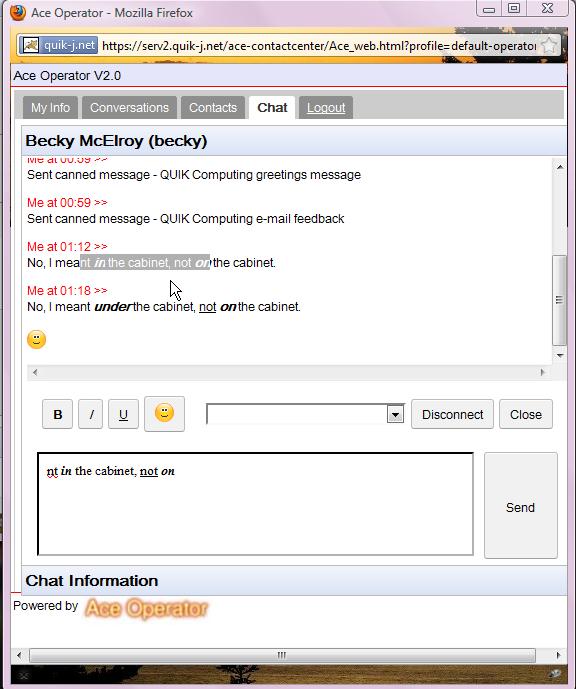 Ace Operator - Mozilla Firefox
quik-j.net https://serv2.quik-j.net/ace-contactcenter/Ace_web.html?profile=default-operator
Ace Operator V2.0
My Info Conversations Contacts Chat Logout
Becky McElroy (becky)
Me at 00:59 >>
Sent canned message - QUIK Computing greetings message
Me at 00:59 >>
Sent canned message - QUIK Computing e-mail feedback
Me at 01:12 >>
No, I meant in the cabinet, not on the cabinet.
Me at 01:18 >>
No, I meant under the cabinet, not on the cabinet.
B I U Disconnect Close
nt in the cabinet, not on
Send
Chat Information
Powered by Ace Operator